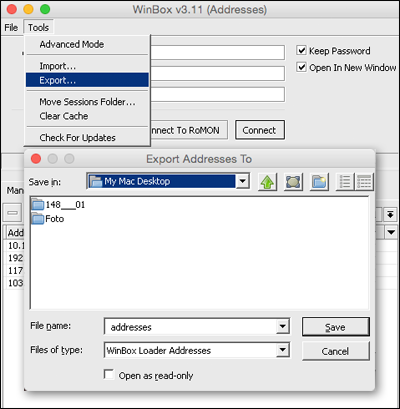 WinBox v3.11 (Addresses)
File Tools
Advanced Mode
Import...
Export...
Move Sessions Folder...
Clear Cache
Check For Updates
Keep Password
Open In New Window
Connect To RoMON
Connect
Export Addresses To
Save in: My Mac Desktop
148___01
Foto
File name: addresses
Save
Files of type: WinBox Loader Addresses
Cancel
Open as read-only
10.1
192
117
103